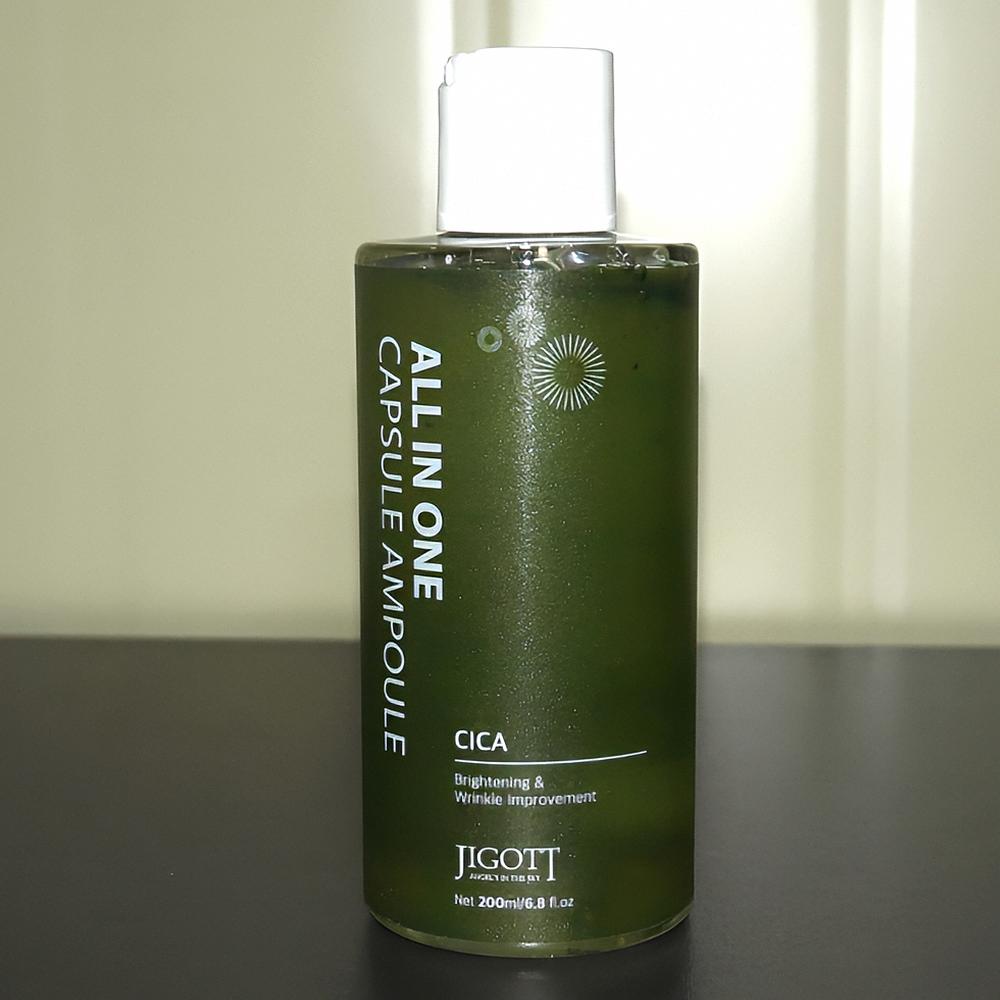 ALL IN ONE
CAPSULE AMPOULE
CICA
Brightening &
Wrinkle Improvement
JIGOTT
Net 200ml/6.8 fl.oz